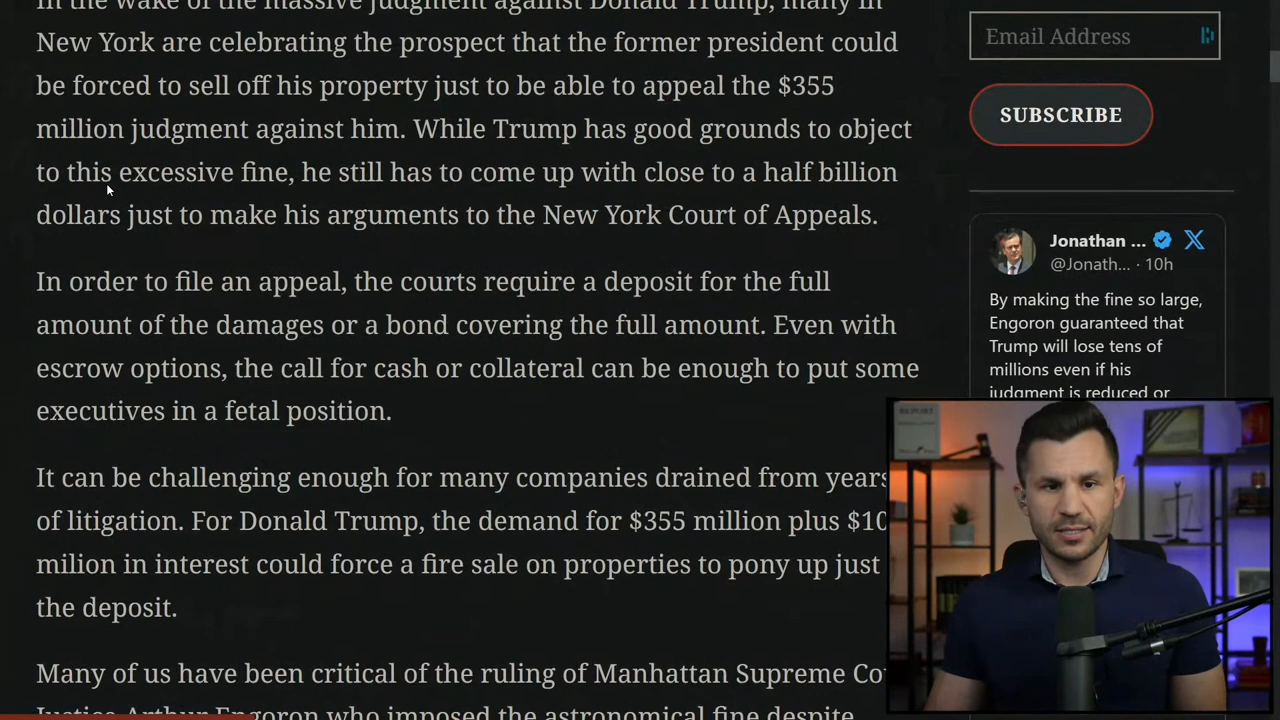 In the wake of the massive judgment against Donald Trump, many in
New York are celebrating the prospect that the former president could
be forced to sell off his property just to be able to appeal the $355
million judgment against him. While Trump has good grounds to object
to this excessive fine, he still has to come up with close to a half billion
dollars just to make his arguments to the New York Court of Appeals.
In order to file an appeal, the courts require a deposit for the full
amount of the damages or a bond covering the full amount. Even with
escrow options, the call for cash or collateral can be enough to put some
executives in a fetal position.
It can be challenging enough for many companies drained from years
of litigation. For Donald Trump, the demand for $355 million plus $10
milion in interest could force a fire sale on properties to pony up just
the deposit.
Many of us have been critical of the ruling of Manhattan Supreme Co
Justice Arthur Engoron who imposed the astronomical fine despite
Email Address
SUBSCRIBE
Jonathan ...
@Jonath... · 10h
By making the fine so large,
Engoron guaranteed that
Trump will lose tens of
millions even if his
judgment is reduced or
REPORT